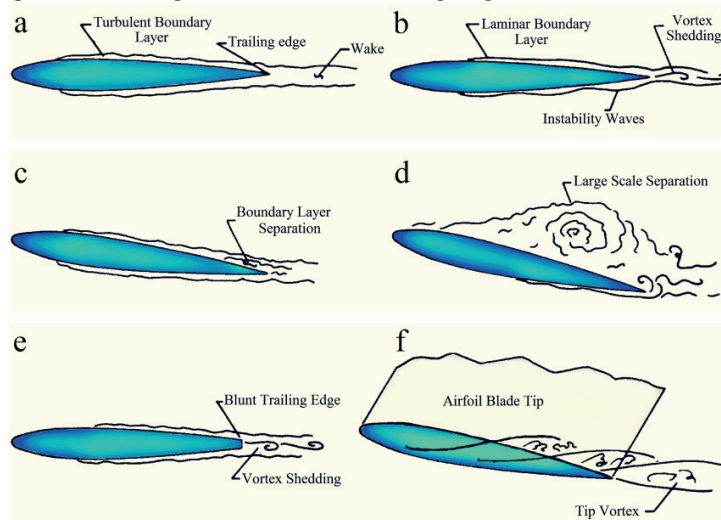 a
Turbulent Boundary
Layer
Trailing edge
Wake
b
Laminar Boundary
Layer
Vortex
Shedding
Instability Waves
c
Boundary Layer
Separation
d
Large Scale Separation
e
Blunt Trailing Edge
Vortex Shedding
f
Airfoil Blade Tip
Tip Vortex